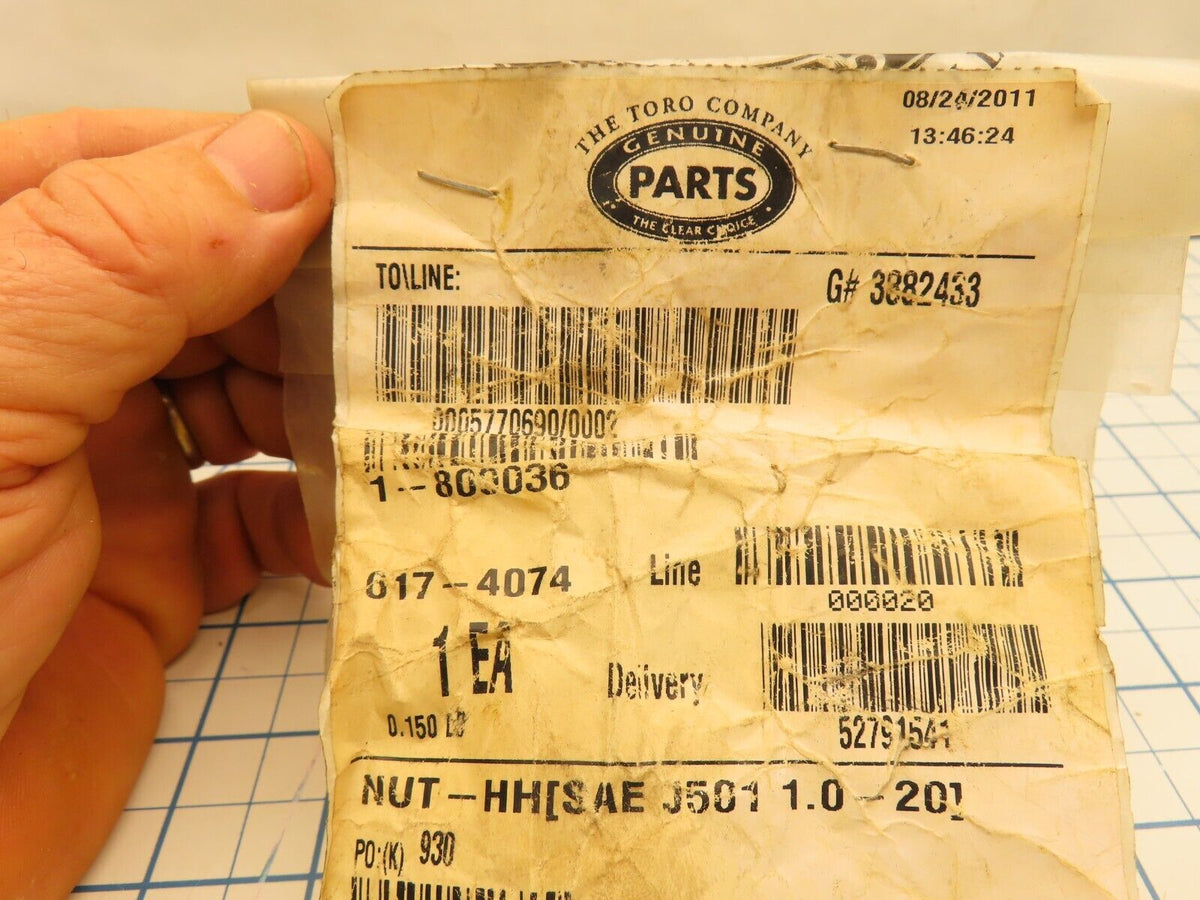 THE TORO COMPANY
GENUINE
PARTS
THE CLEAR CHOICE
08/24/2011
13:46:24
TO\LINE:
G# 3882433
0005770690/0002
1--809036
617-4074
Line
000020
1 EA
Delivery
0.150 LB
52791541
NUT-HH[SAE J501 1.0 - 20]
PO:(K) 930